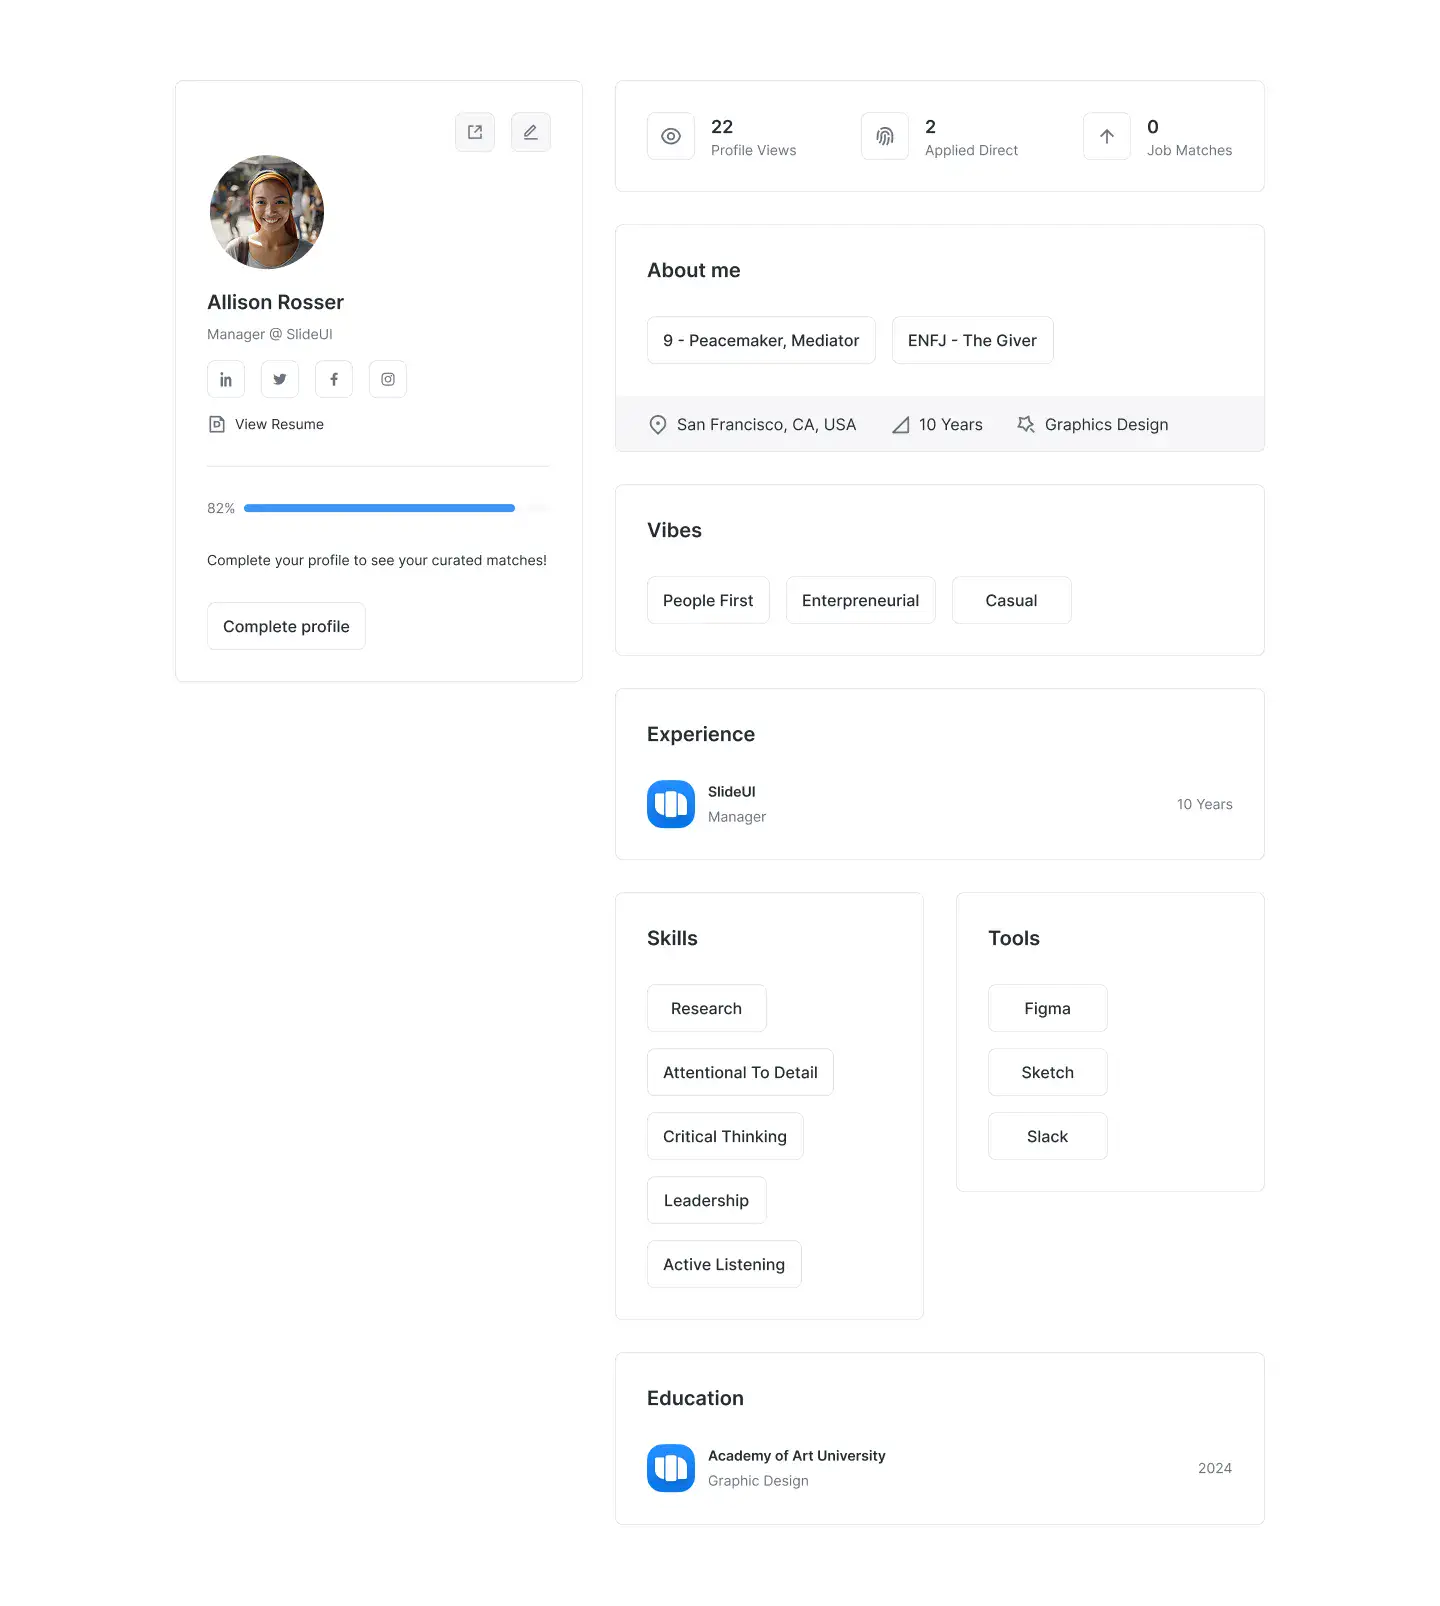 Allison Rosser
Manager @ SlideUI
View Resume
82%
Complete your profile to see your curated matches!
Complete profile
22
Profile Views
2
Applied Direct
0
Job Matches
About me
9 - Peacemaker, Mediator
ENFJ - The Giver
San Francisco, CA, USA
10 Years
Graphics Design
Vibes
People First
Enterpreneurial
Casual
Experience
SlideUI
Manager
10 Years
Skills
Research
Attentional To Detail
Critical Thinking
Leadership
Active Listening
Tools
Figma
Sketch
Slack
Education
Academy of Art University
Graphic Design
2024